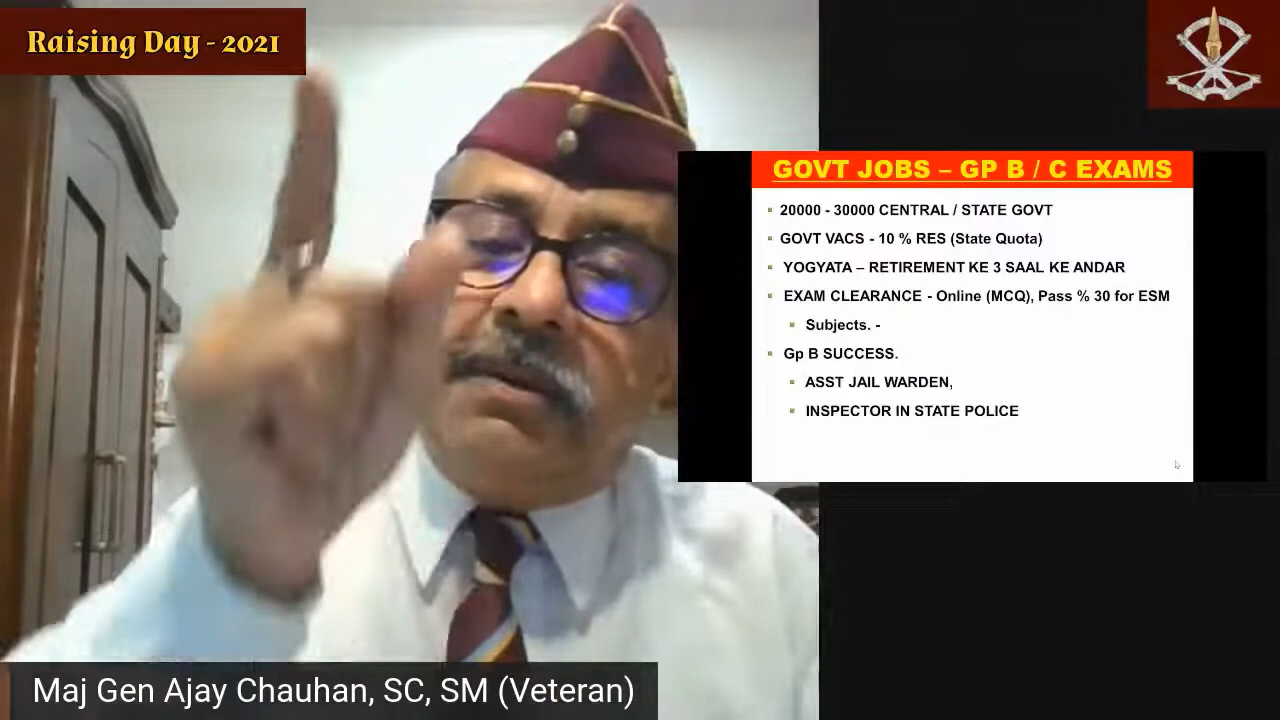 Raising Day - 2021
GOVT JOBS – GP B / C EXAMS
20000 - 30000 CENTRAL / STATE GOVT
GOVT VACS - 10 % RES (State Quota)
YOGYATA – RETIREMENT KE 3 SAAL KE ANDAR
EXAM CLEARANCE - Online (MCQ), Pass % 30 for ESM
Subjects. -
Gp B SUCCESS.
ASST JAIL WARDEN,
INSPECTOR IN STATE POLICE
Maj Gen Ajay Chauhan, SC, SM (Veteran)